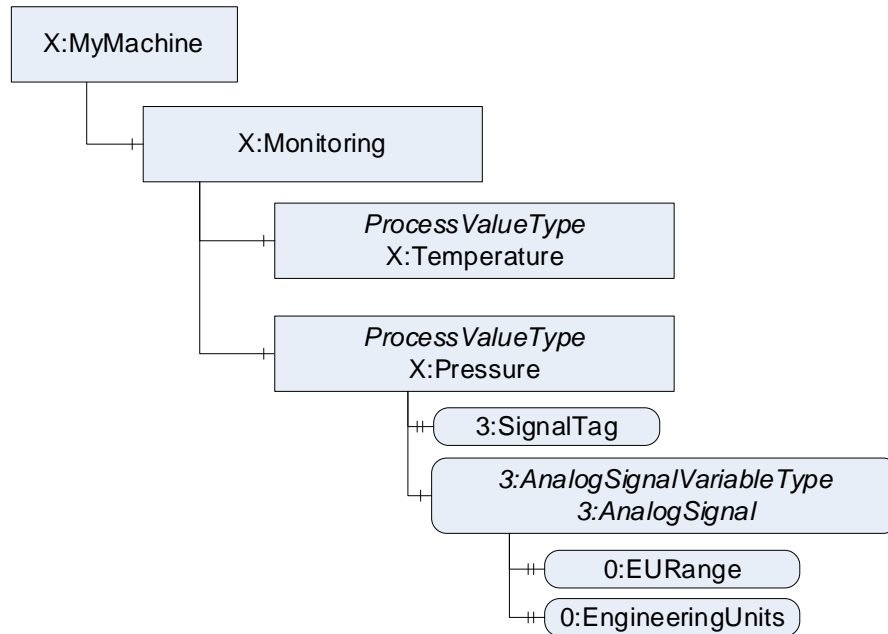 X:MyMachine
X:Monitoring
ProcessValueType
X:Temperature
ProcessValueType
X:Pressure
3:SignalTag
3:AnalogSignalVariableType
3:AnalogSignal
0:EURange
0:EngineeringUnits